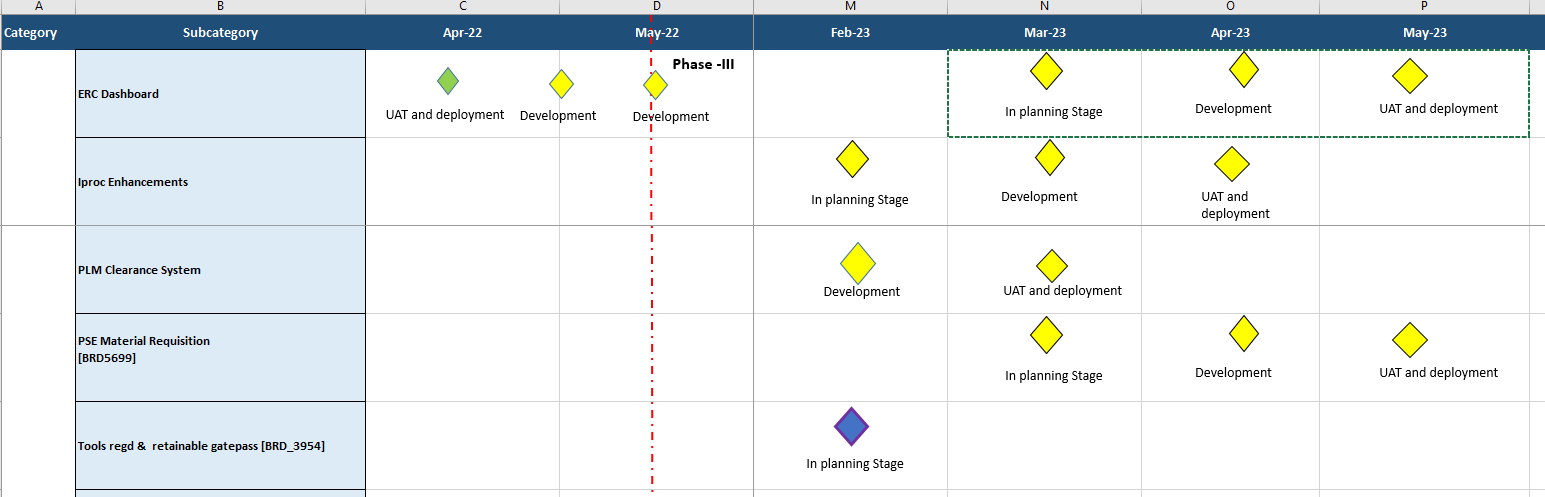 A B C D M N O P
Category Subcategory Apr-22 May-22 Feb-23 Mar-23 Apr-23 May-23
Phase -III
ERC Dashboard
UAT and deployment Development Development In planning Stage Development UAT and deployment
Iproc Enhancements
In planning Stage Development UAT and
deployment
PLM Clearance System
Development UAT and deployment
PSE Material Requisition
[BRD5699]
In planning Stage Development UAT and deployment
Tools regd &  retainable gatepass [BRD_3954]
In planning Stage